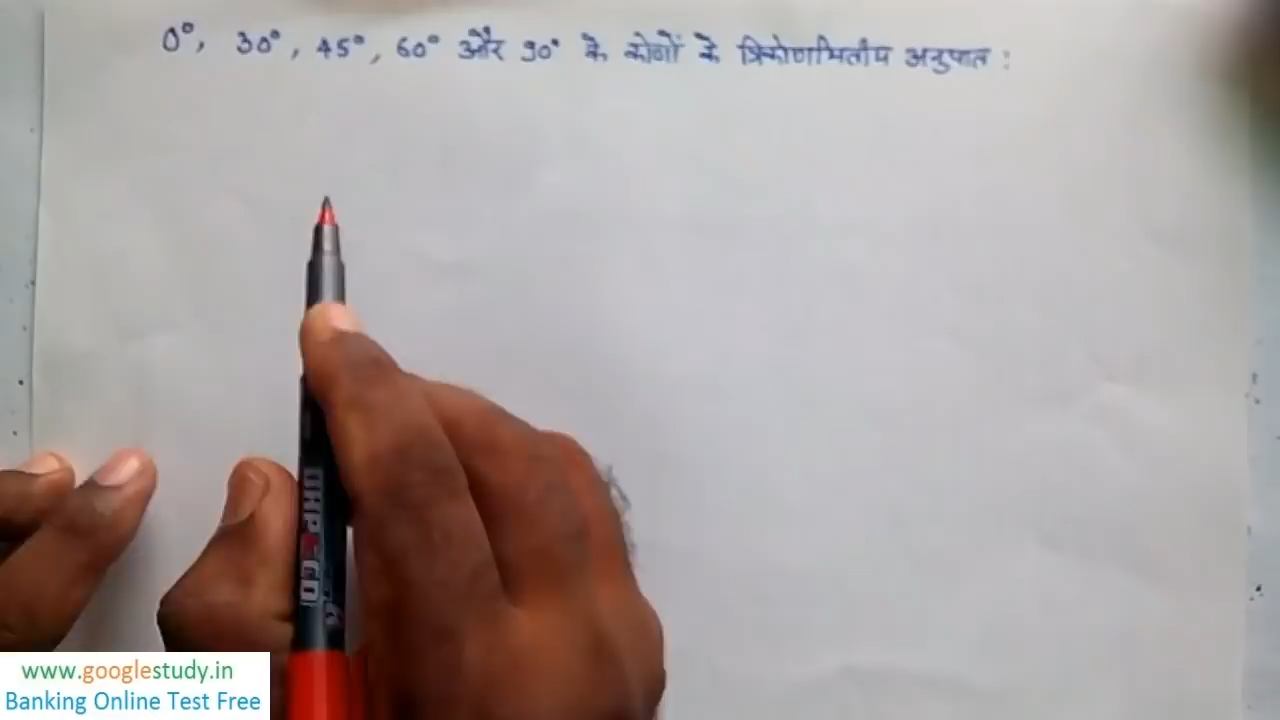 0°, 30°, 45°, 60° और 90° के कोणों के त्रिकोणमितीय अनुपात :
www.googlestudy.in
Banking Online Test Free